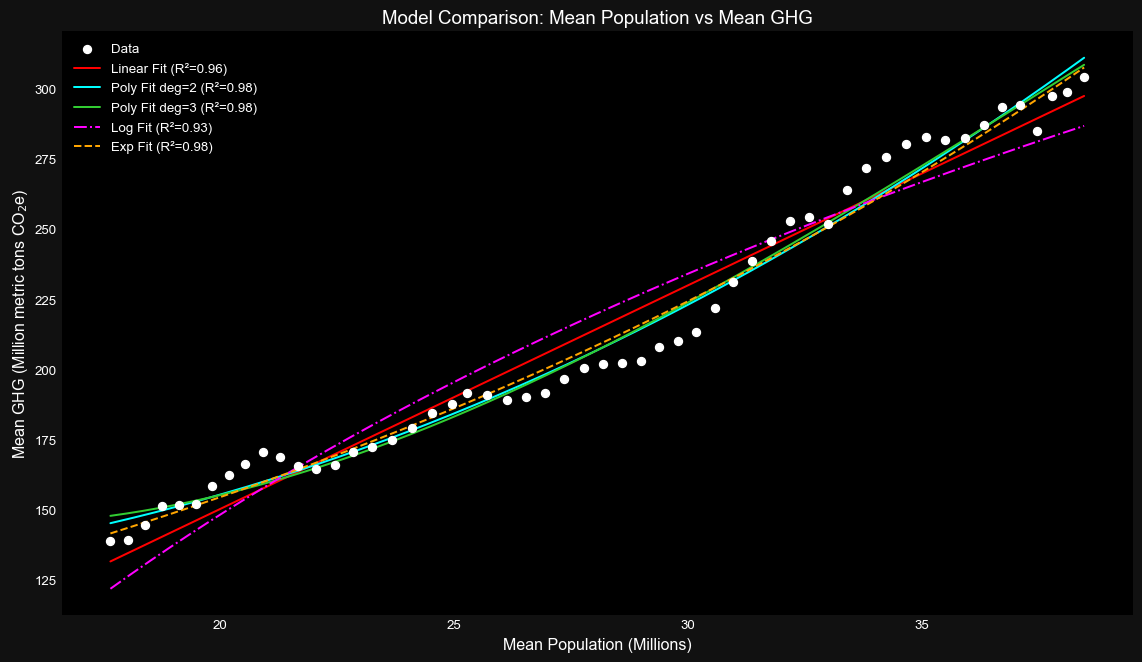 Model Comparison: Mean Population vs Mean GHG
Data
Linear Fit (R²=0.96)
Poly Fit deg=2 (R²=0.98)
Poly Fit deg=3 (R²=0.98)
Log Fit (R²=0.93)
Exp Fit (R²=0.98)
Mean GHG (Million metric tons CO₂e)
300
275
250
225
200
175
150
125
20
25
30
35
Mean Population (Millions)